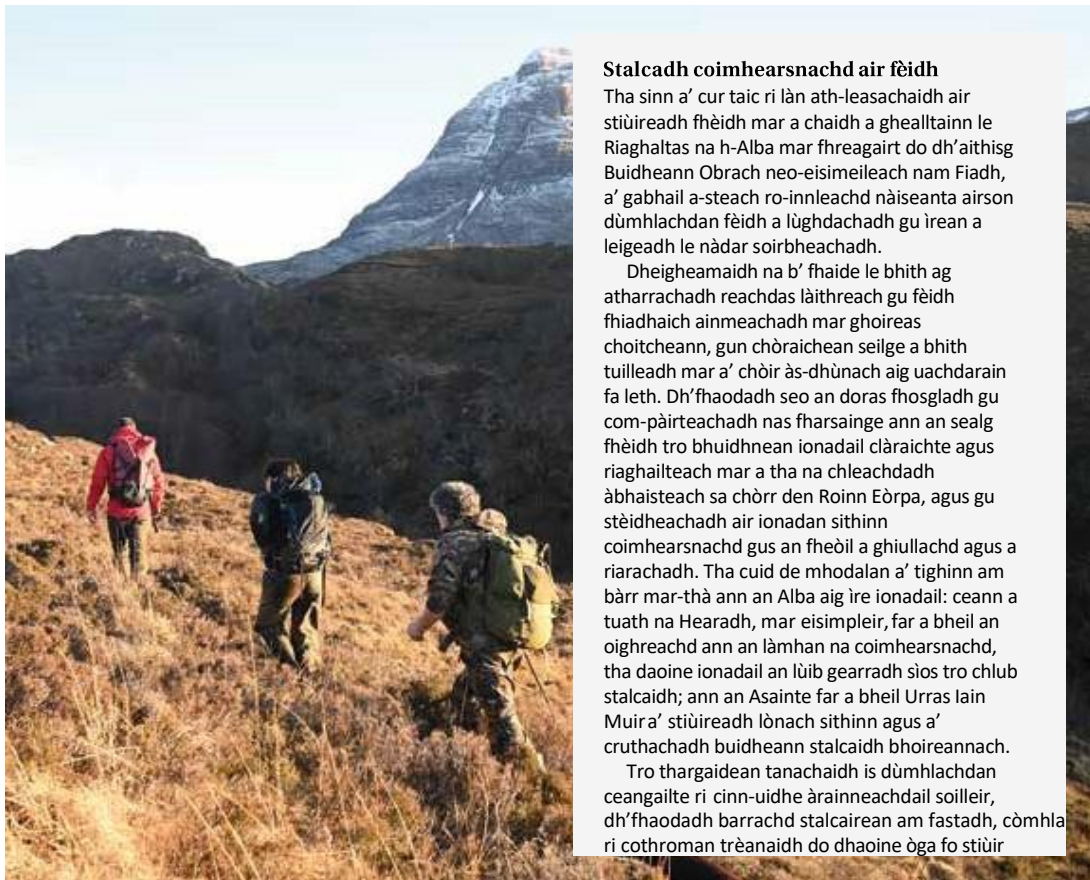 Stalcadh coimhearsnachd air fèidh
Tha sinn a’ cur taic ri làn ath-leasachaidh air
stiùireadh fhèidh mar a chaidh a ghealltainn le
Riaghaltas na h-Alba mar fhreagairt do dh’aithisg
Buidheann Obrach neo-eisimeileach nam Fiadh,
a’ gabhail a-steach ro-innleachd nàiseanta airson
dùmhlachdan fèidh a lùghdachadh gu ìrean a
leigeadh le nàdar soirbheachadh.
Dheigheamaidh na b’ fhaide le bhith ag
atharrachadh reachdas làithreach gu fèidh
fhiadhaich ainmeachadh mar ghoireas
choitcheann, gun chòraichean seilge a bhith
tuilleadh mar a’ chòir às-dhùnach aig uachdarain
fa leth. Dh’fhaodadh seo an doras fhosgladh gu
com-pàirteachadh nas fharsainge ann an sealg
fhèidh tro bhuidhnean ionadail clàraichte agus
riaghailteach mar a tha na chleachdadh
àbhaisteach sa chòrr den Roinn Eòrpa, agus gu
stèidheachadh air ionadan sithinn
coimhearsnachd gus an fheòil a ghiullachd agus a
riarachadh. Tha cuid de mhodalan a’ tighinn am
bàrr mar-thà ann an Alba aig ìre ionadail: ceann a
tuath na Hearadh, mar eisimpleir, far a bheil an
oighreachd ann an làmhan na coimhearsnachd,
tha daoine ionadail an lùib gearradh sìos tro chlub
stalcaidh; ann an Asainte far a bheil Urras Iain
Muir a’ stiùireadh lònach sithinn agus a’
cruthachadh buidheann stalcaidh bhoireannach.
Tro thargaidean tanachaidh is dùmhlachdan
ceangailte ri cinn-uidhe àrainneachdail soilleir,
dh’fhaodadh barrachd stalcairean am fastadh, còmhla
ri cothroman trèanaidh do dhaoine òga fo stiùir